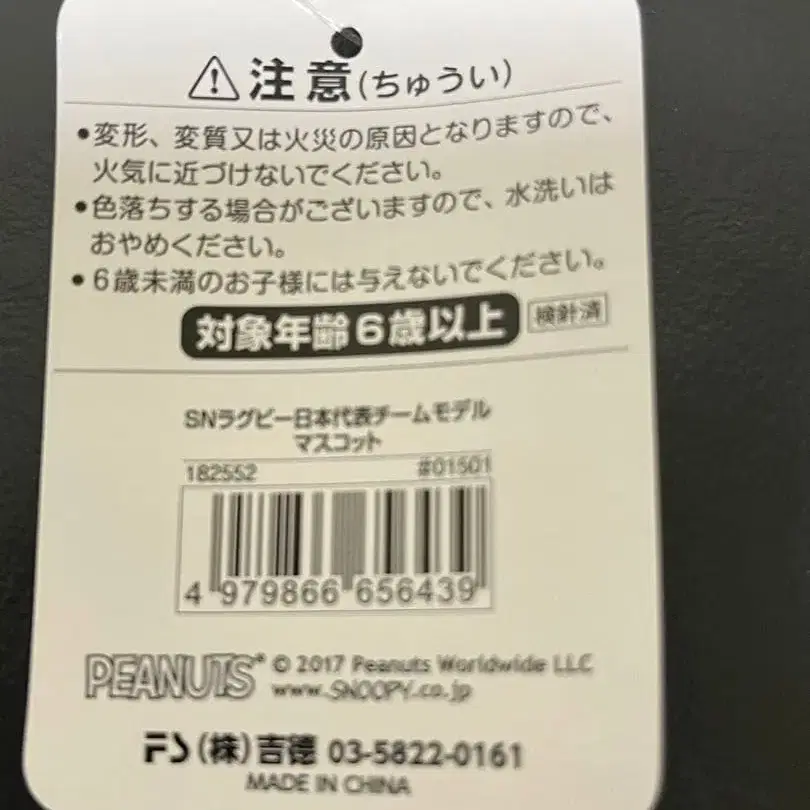 注意(ちゅうい)
•変形、変質又は火災の原因となりますので、
火気に近づけないでください。
•色落ちする場合がございますので、水洗いは
おやめください。
•6歳未満のお子様には与えないでください。
対象年齢6歳以上 検針済
SNラグビー日本代表チームモデル
マスコット
182552 #01501
4 979866 656439
PEANUTS © 2017 Peanuts Worldwide LLC
www.SNOOPY.co.jp
(株)吉德 03-5822-0161
MADE IN CHINA